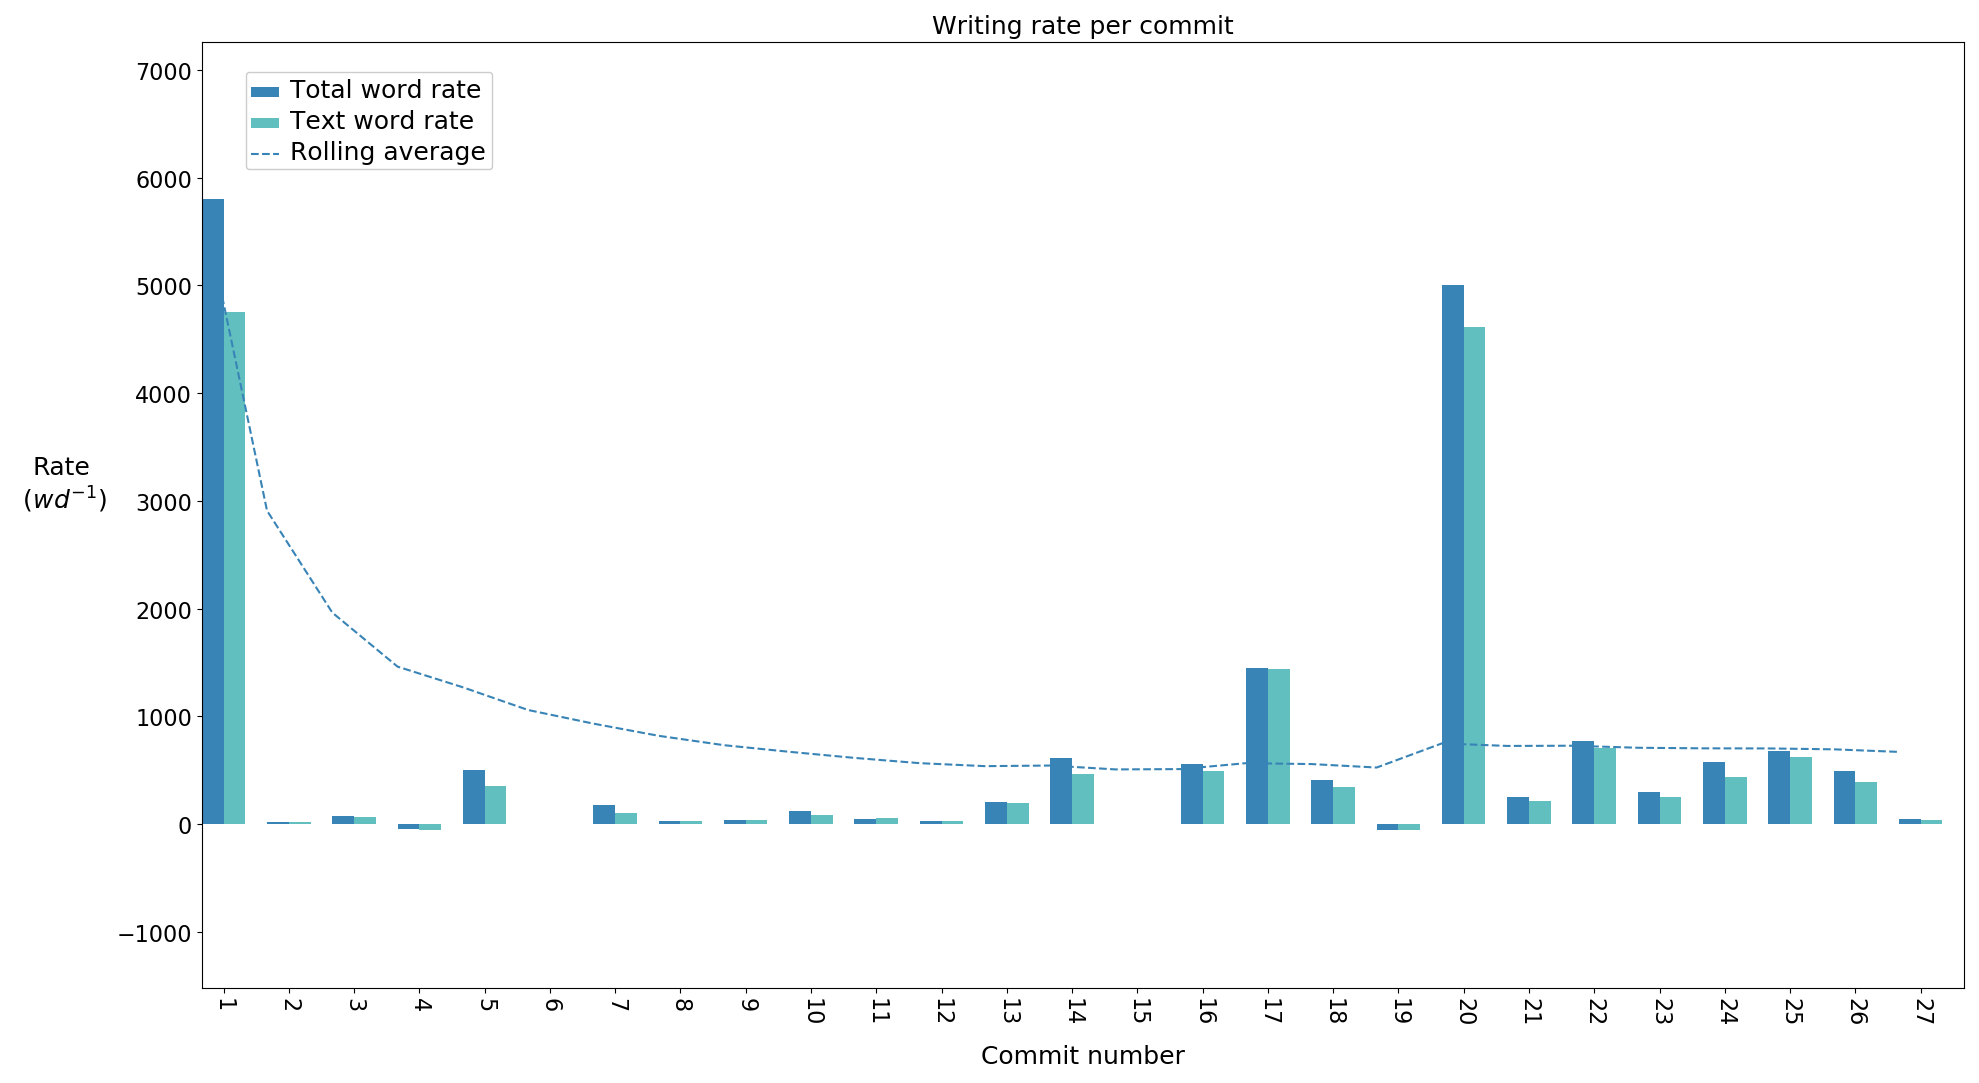 Writing rate per commit
7000
6000
5000
4000
3000
2000
1000
0
−1000
Total word rate
Text word rate
Rolling average
Rate
(wd⁻¹)
1 2 3 4 5 6 7 8 9 10 11 12 13 14 15 16 17 18 19 20 21 22 23 24 25 26 27
Commit number